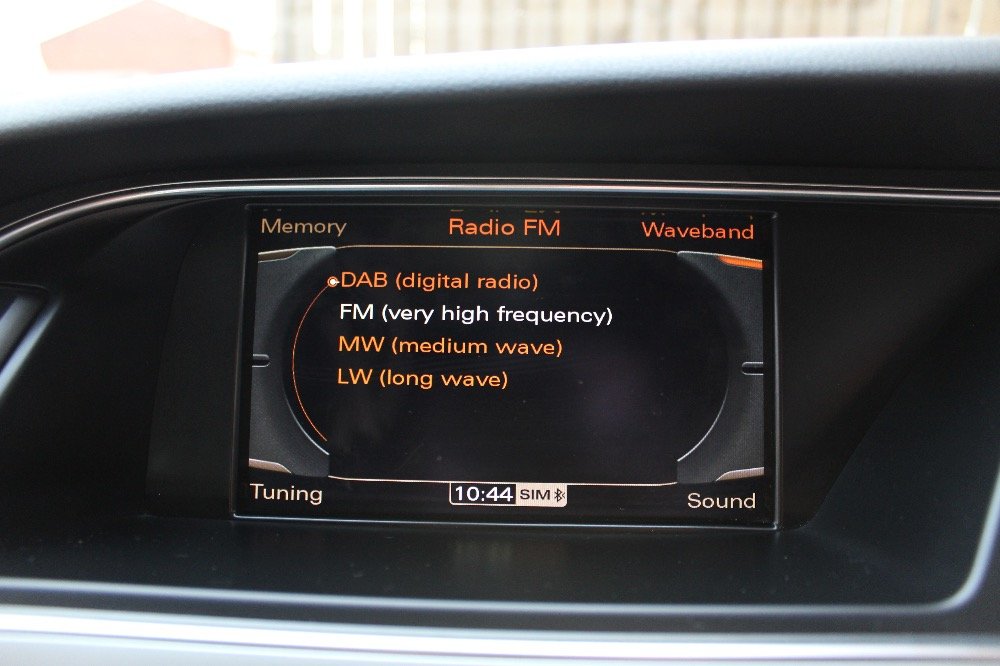 Memory Radio FM Waveband
DAB (digital radio)
FM (very high frequency)
MW (medium wave)
LW (long wave)
Tuning 10:44 SIM Sound